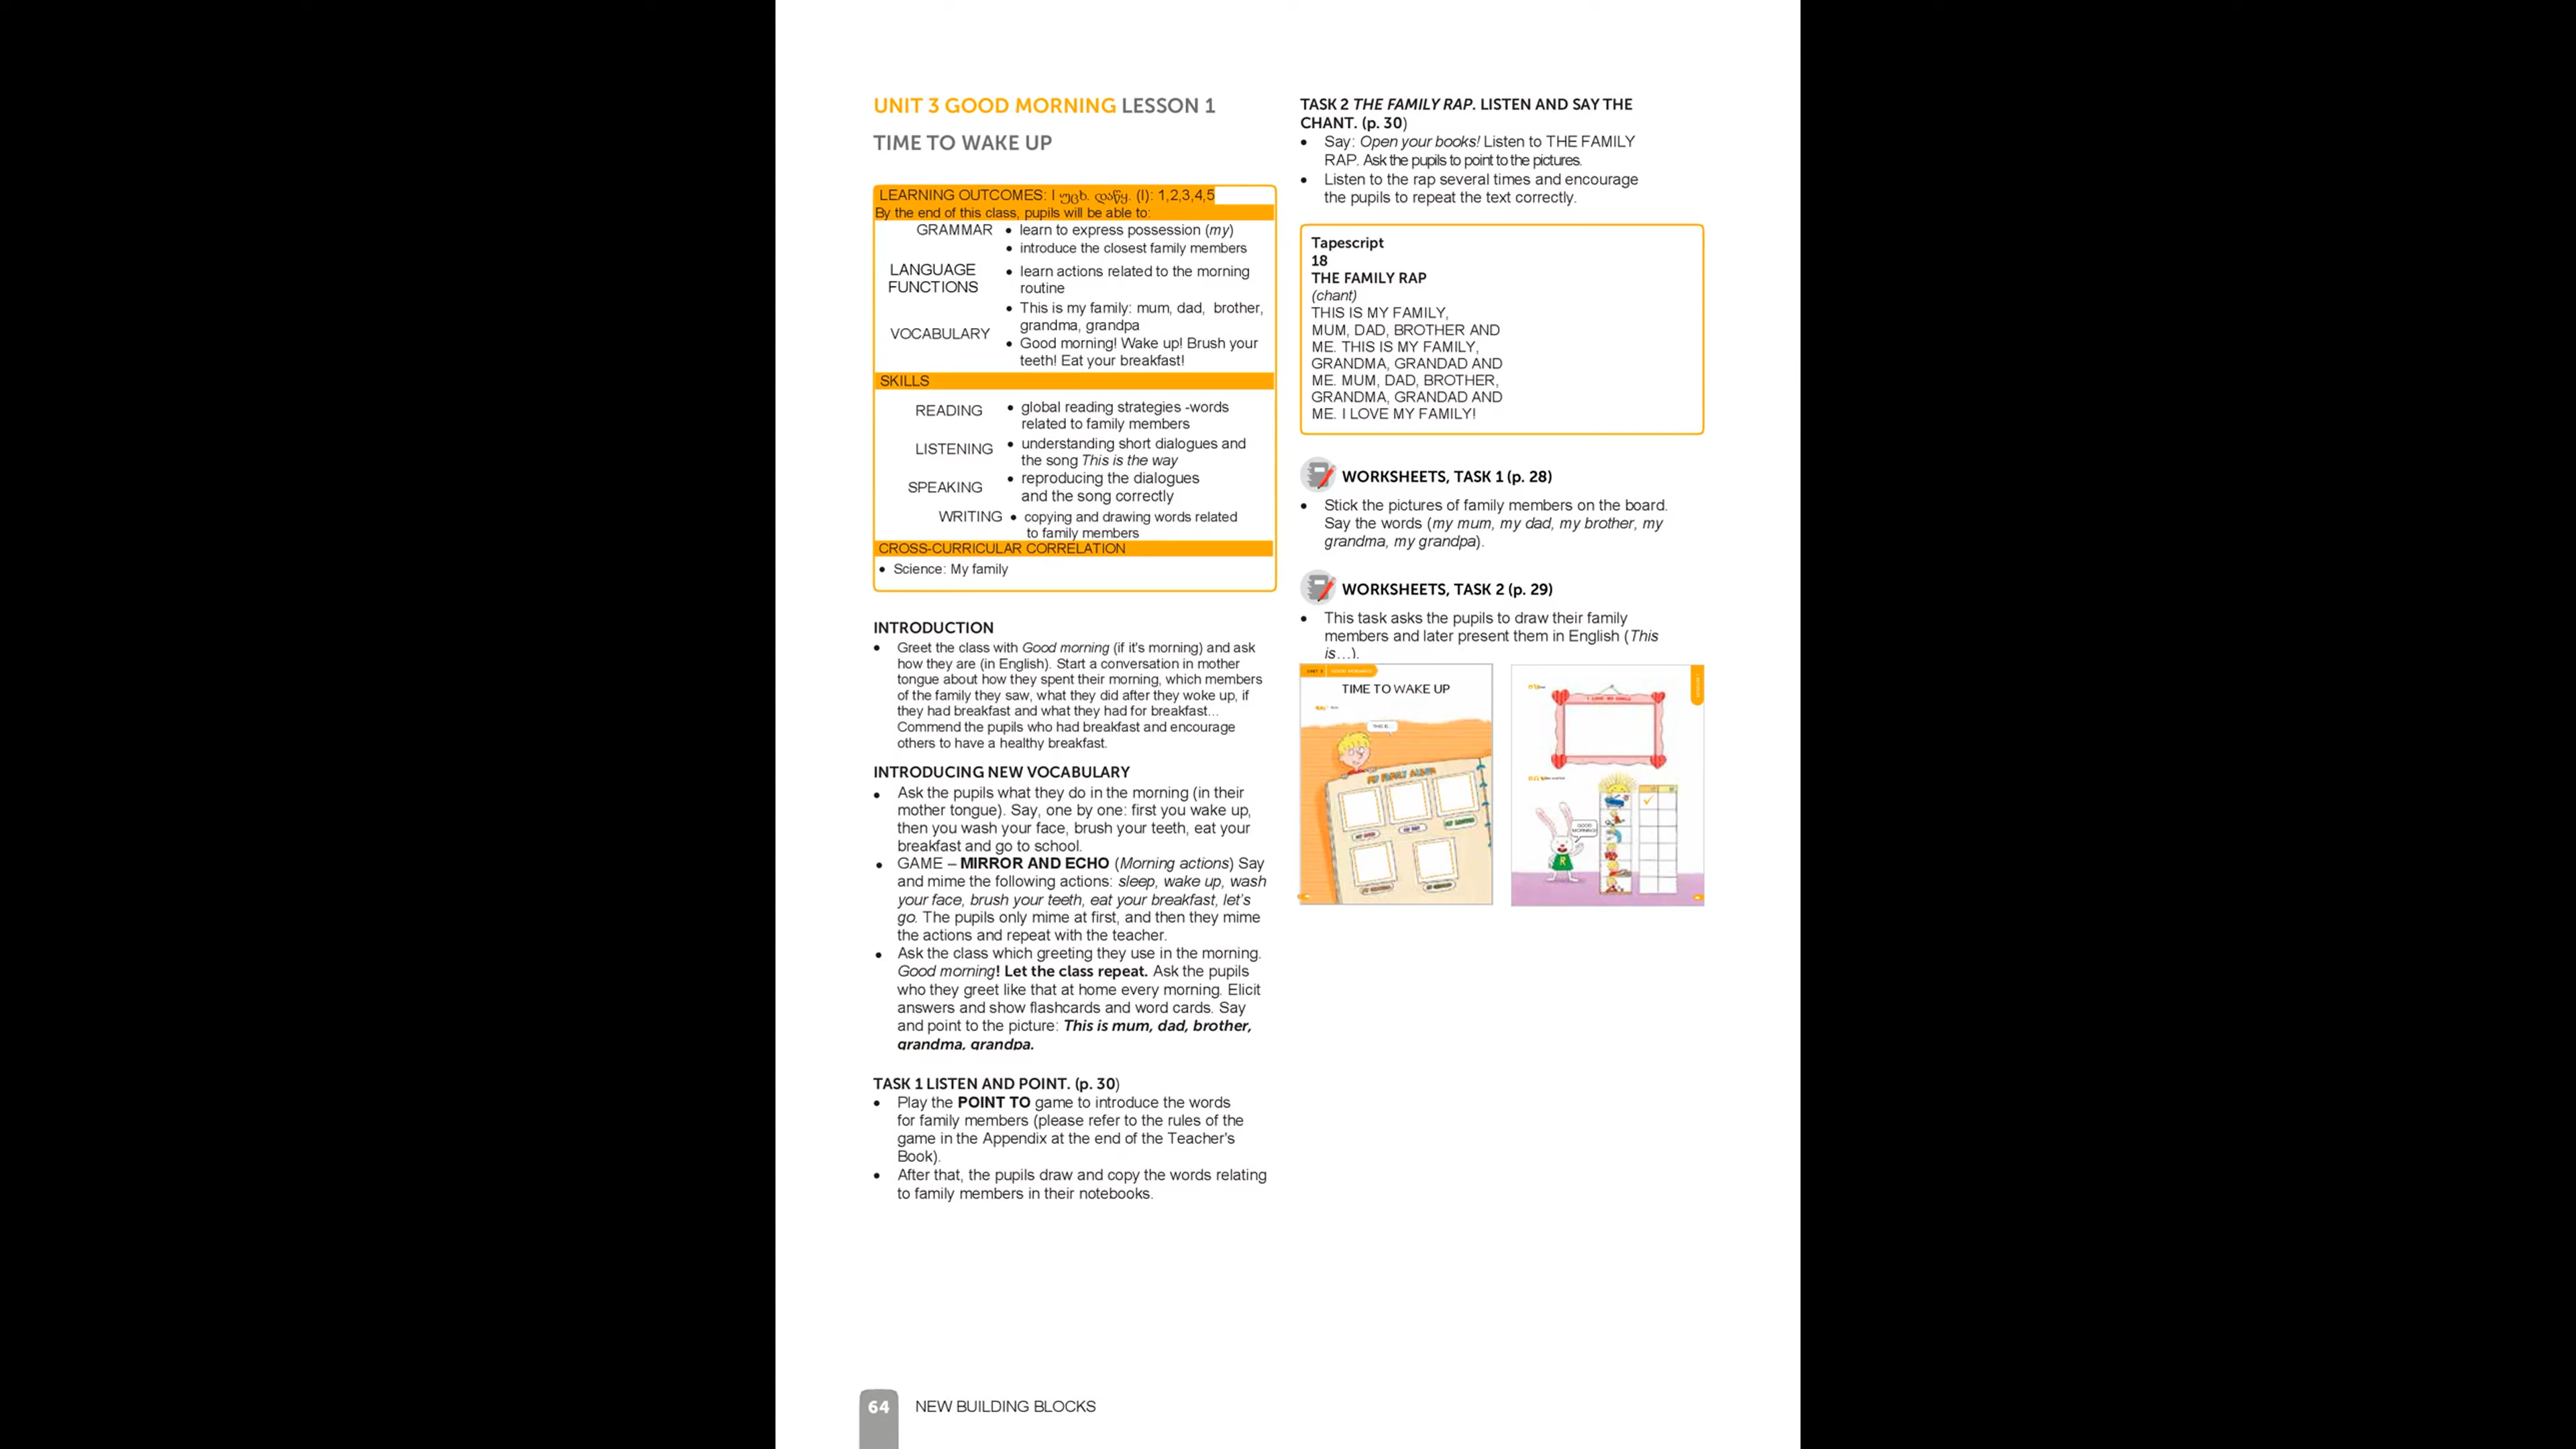 UNIT 3 GOOD MORNING LESSON 1
TIME TO WAKE UP
LEARNING OUTCOMES: I უცხ. დაწყ. (I): 1,2,3,4,5
By the end of this class, pupils will be able to:
GRAMMAR • learn to express possession (my)
• introduce the closest family members
LANGUAGE FUNCTIONS • learn actions related to the morning
routine
VOCABULARY • This is my family: mum, dad, brother,
grandma, grandpa
• Good morning! Wake up! Brush your
teeth! Eat your breakfast!
SKILLS
READING • global reading strategies -words
related to family members
LISTENING • understanding short dialogues and
the song This is the way
SPEAKING • reproducing the dialogues
and the song correctly
WRITING • copying and drawing words related
to family members
CROSS-CURRICULAR CORRELATION
• Science: My family
INTRODUCTION
• Greet the class with Good morning (if it's morning) and ask
how they are (in English). Start a conversation in mother
tongue about how they spent their morning, which members
of the family they saw, what they did after they woke up, if
they had breakfast and what they had for breakfast…
Commend the pupils who had breakfast and encourage
others to have a healthy breakfast.
INTRODUCING NEW VOCABULARY
• Ask the pupils what they do in the morning (in their
mother tongue). Say, one by one: first you wake up,
then you wash your face, brush your teeth, eat your
breakfast and go to school.
• GAME – MIRROR AND ECHO (Morning actions) Say
and mime the following actions: sleep, wake up, wash
your face, brush your teeth, eat your breakfast, let's
go. The pupils only mime at first, and then they mime
the actions and repeat with the teacher.
• Ask the class which greeting they use in the morning.
Good morning! Let the class repeat. Ask the pupils
who they greet like that at home every morning. Elicit
answers and show flashcards and word cards. Say
and point to the picture: This is mum, dad, brother,
grandma, grandpa.
TASK 1 LISTEN AND POINT. (p. 30)
• Play the POINT TO game to introduce the words
for family members (please refer to the rules of the
game in the Appendix at the end of the Teacher's
Book).
• After that, the pupils draw and copy the words relating
to family members in their notebooks.
TASK 2 THE FAMILY RAP. LISTEN AND SAY THE
CHANT. (p. 30)
• Say: Open your books! Listen to THE FAMILY
RAP. Ask the pupils to point to the pictures.
• Listen to the rap several times and encourage
the pupils to repeat the text correctly.
Tapescript
18
THE FAMILY RAP
(chant)
THIS IS MY FAMILY,
MUM, DAD, BROTHER AND
ME. THIS IS MY FAMILY,
GRANDMA, GRANDAD AND
ME. MUM, DAD, BROTHER,
GRANDMA, GRANDAD AND
ME. I LOVE MY FAMILY!
WORKSHEETS, TASK 1 (p. 28)
• Stick the pictures of family members on the board.
Say the words (my mum, my dad, my brother, my
grandma, my grandpa).
WORKSHEETS, TASK 2 (p. 29)
• This task asks the pupils to draw their family
members and later present them in English (This
is…).
UNIT 3 GOOD MORNING
TIME TO WAKE UP
THIS IS...
MY FAMILY ALBUM
I LOVE MY FAMILY
GOOD
MORNING!
R
64 NEW BUILDING BLOCKS